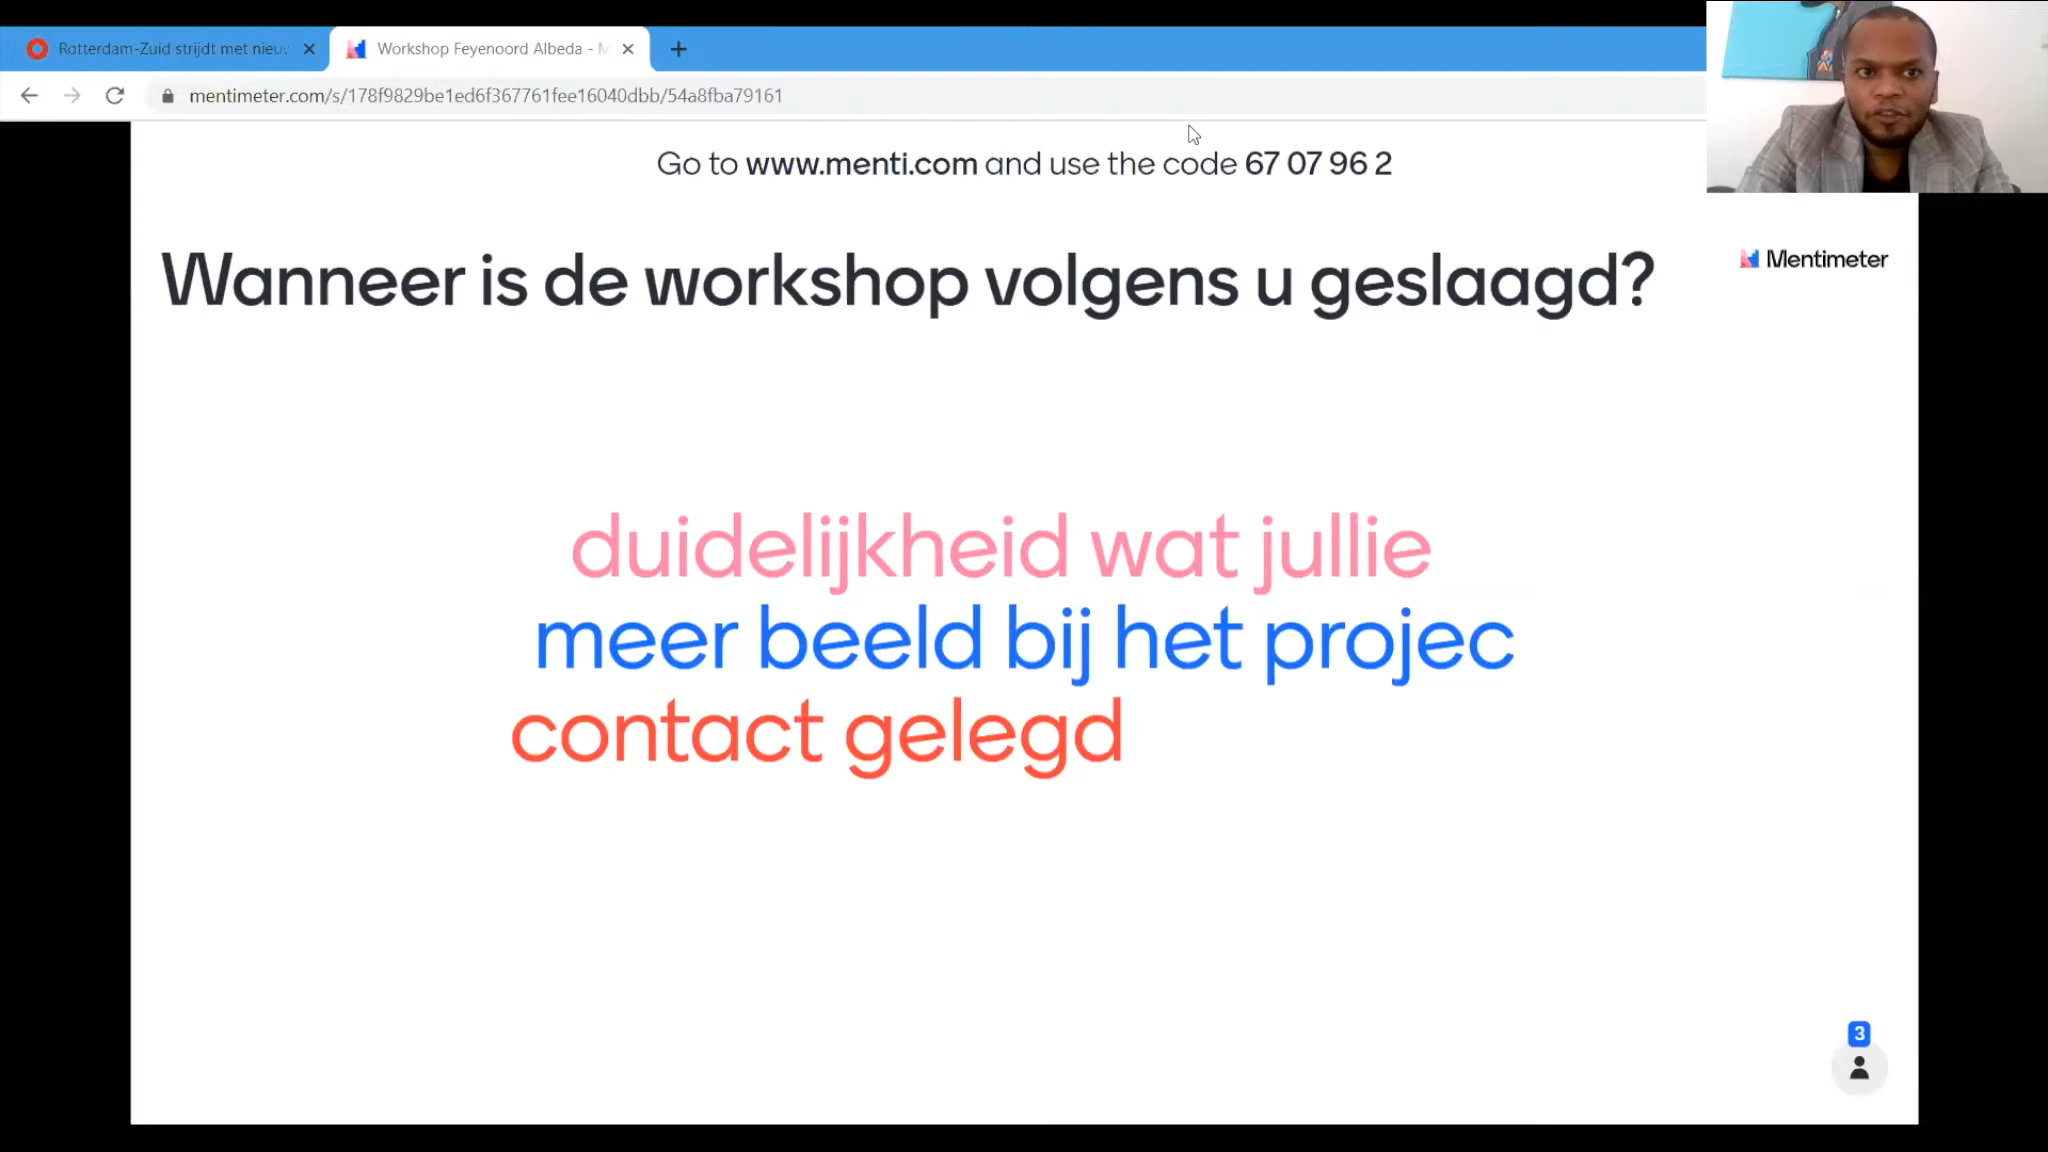 Rotterdam-Zuid strijdt met nieu
Workshop Feyenoord Albeda - M
mentimeter.com/s/178f9829be1ed6f367761fee16040dbb/54a8fba79161
Go to www.menti.com and use the code 67 07 96 2
Wanneer is de workshop volgens u geslaagd?
Mentimeter
duidelijkheid wat jullie
meer beeld bij het projec
contact gelegd
3